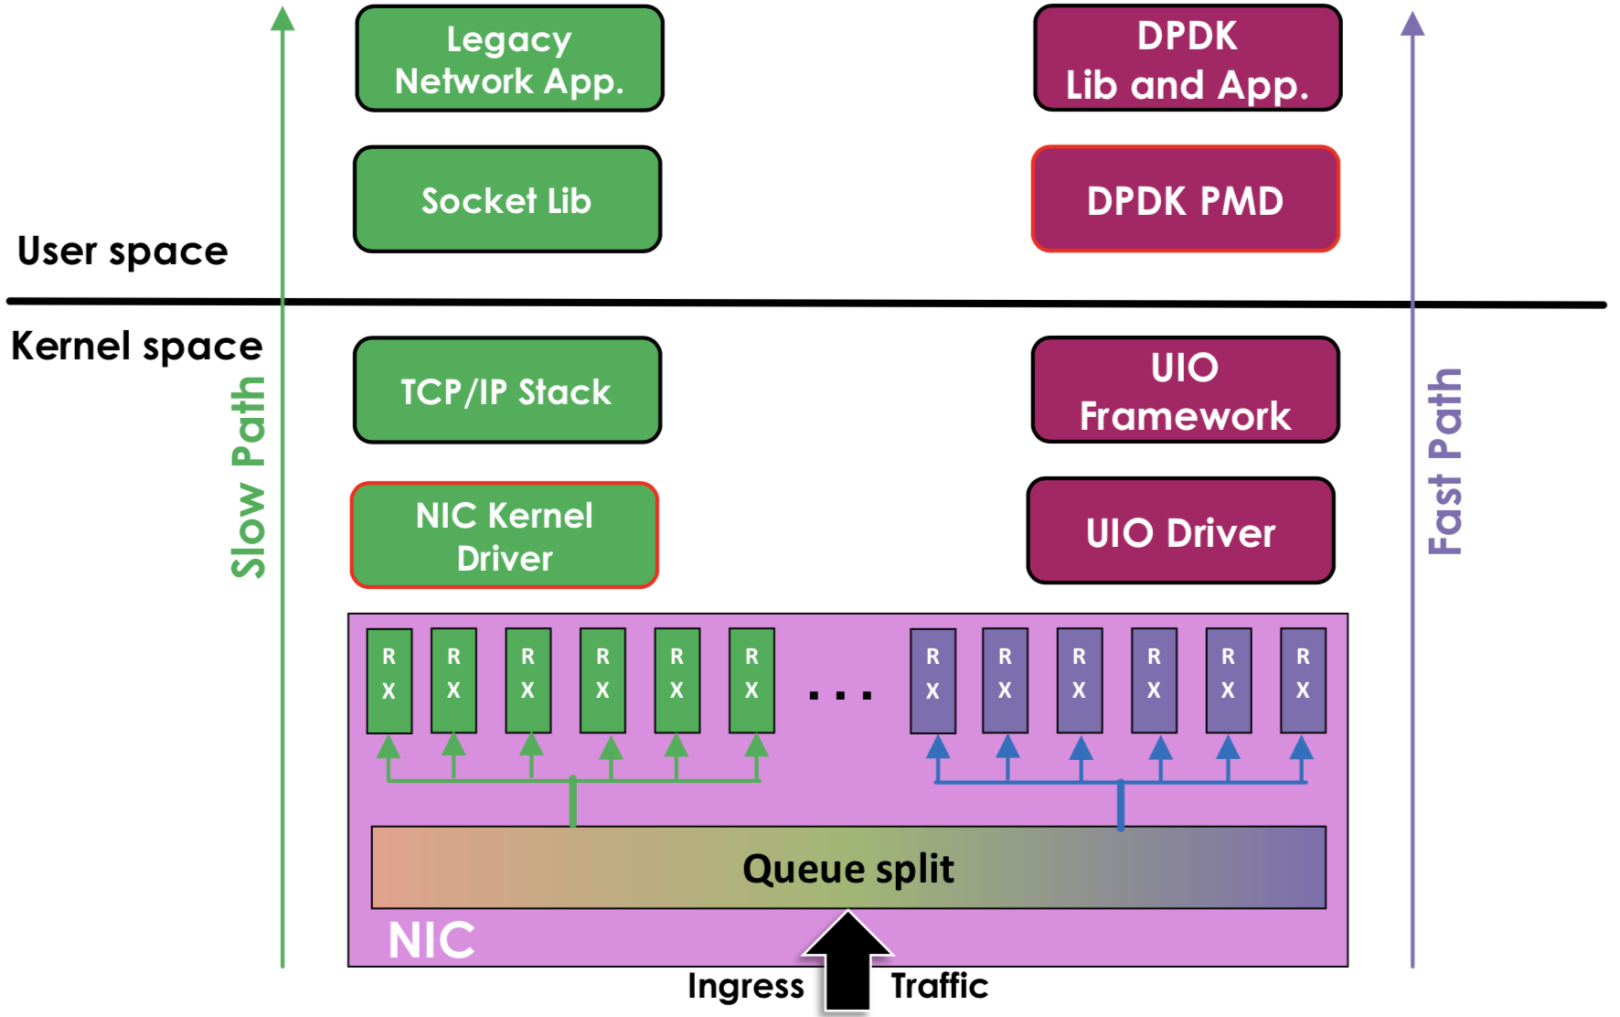 Legacy
Network App.
DPDK
Lib and App.
Socket Lib
DPDK PMD
User space
Kernel space
TCP/IP Stack
UIO
Framework
Slow Path
Fast Path
NIC Kernel
Driver
UIO Driver
R R R R R R R R R R R R
X X X X X X ... X X X X X X
Queue split
NIC
Ingress Traffic